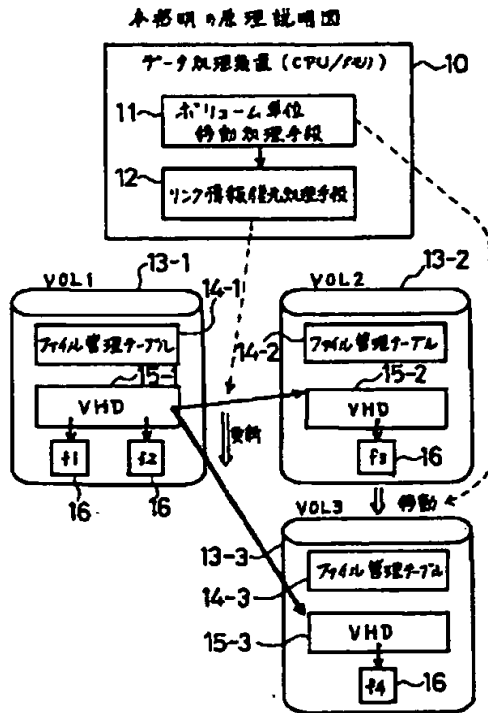 本発明の原理説明図
データ処理装置(CPU/メモリ)
10
11
ボリューム単位
移動処理手段
12
リンク情報復元処理手段
VOL1
13-1
14-1
ファイル管理テーブル
15-1
VHD
f1
f2
16
16
更新
VOL2
13-2
14-2
ファイル管理テーブル
15-2
VHD
f3
16
移動
VOL3
13-3
ファイル管理テーブル
14-3
VHD
15-3
f4
16